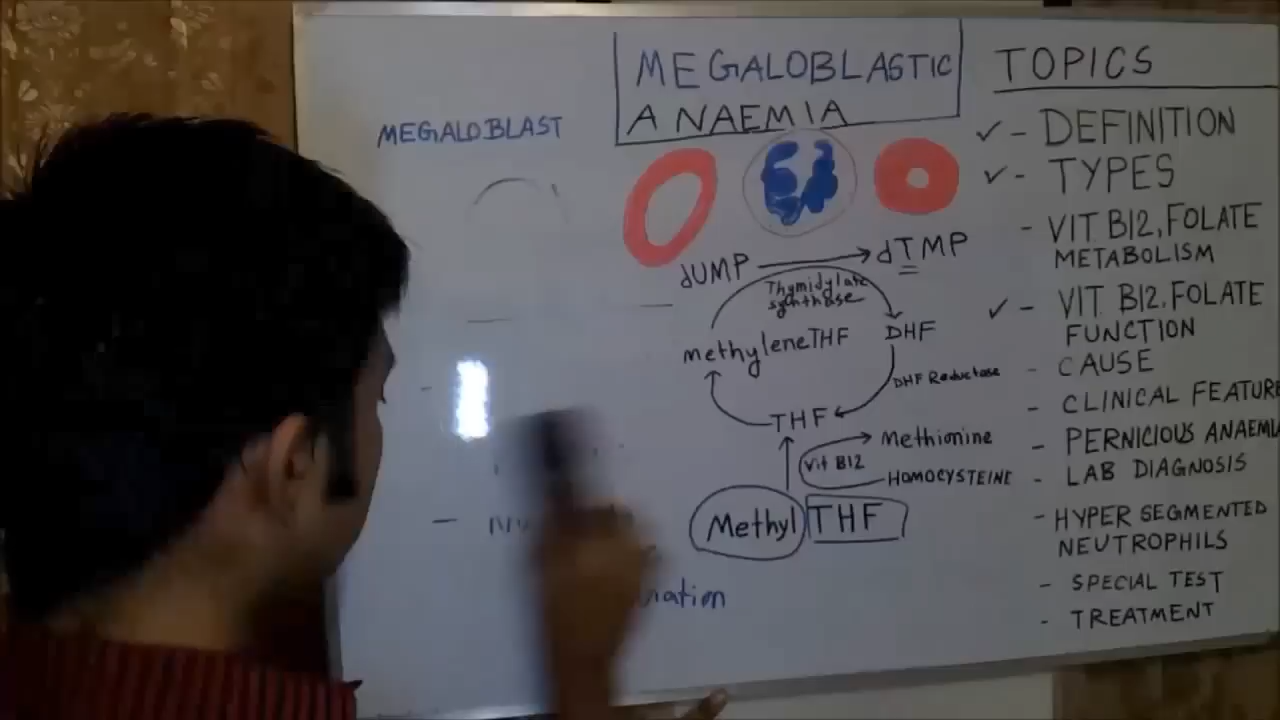 MEGALOBLASTIC
ANAEMIA
MEGALOBLAST
dUMP
dTMP
Thymidylate
synthase
methyleneTHF
DHF
DHF Reductase
THF
Methionine
Vit B12
HOMOCYSTEINE
Methyl THF
TOPICS
✓ - DEFINITION
✓ - TYPES
- VIT B12, FOLATE
METABOLISM
✓ - VIT B12, FOLATE
FUNCTION
- CAUSE
- CLINICAL FEATURE
- PERNICIOUS ANAEMI
- LAB DIAGNOSIS
- HYPER SEGMENTED
NEUTROPHILS
- SPECIAL TEST
- TREATMENT